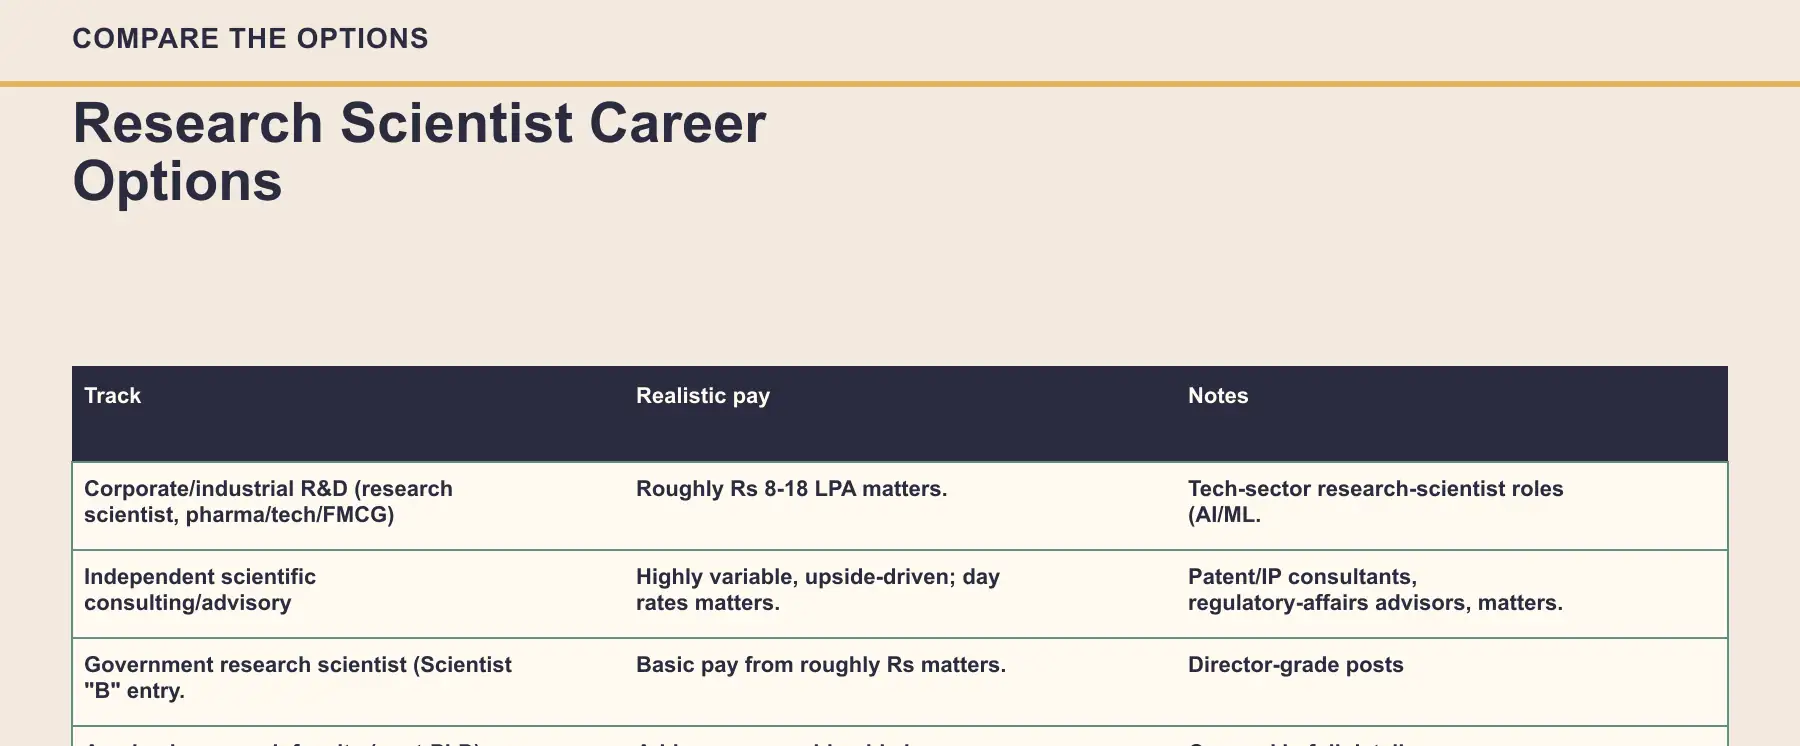 COMPARE THE OPTIONS
Research Scientist Career
Options
Track
Realistic pay
Notes
Corporate/industrial R&D (research
scientist, pharma/tech/FMCG)
Roughly Rs 8-18 LPA matters.
Tech-sector research-scientist roles
(AI/ML.
Independent scientific
consulting/advisory
Highly variable, upside-driven; day
rates matters.
Patent/IP consultants,
regulatory-affairs advisors, matters.
Government research scientist (Scientist
"B" entry.
Basic pay from roughly Rs matters.
Director-grade posts